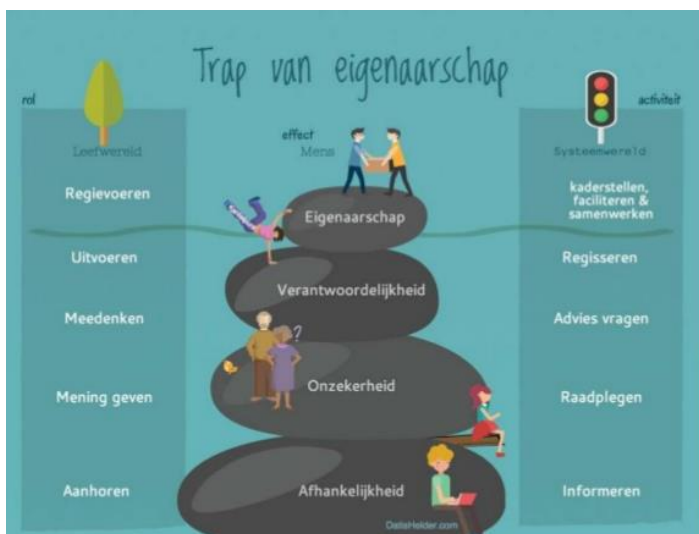 Trap van eigenaarschap
rol
effect
activiteit
Leefwereld
Mens
Systeemwereld
Regievoeren
Eigenaarschap
kaderstellen,
faciliteren &
samenwerken
Uitvoeren
Verantwoordelijkheid
Regisseren
Meedenken
Advies vragen
?
Mening geven
Onzekerheid
Raadplegen
Aanhoren
Afhankelijkheid
Informeren
DatisHelder.com